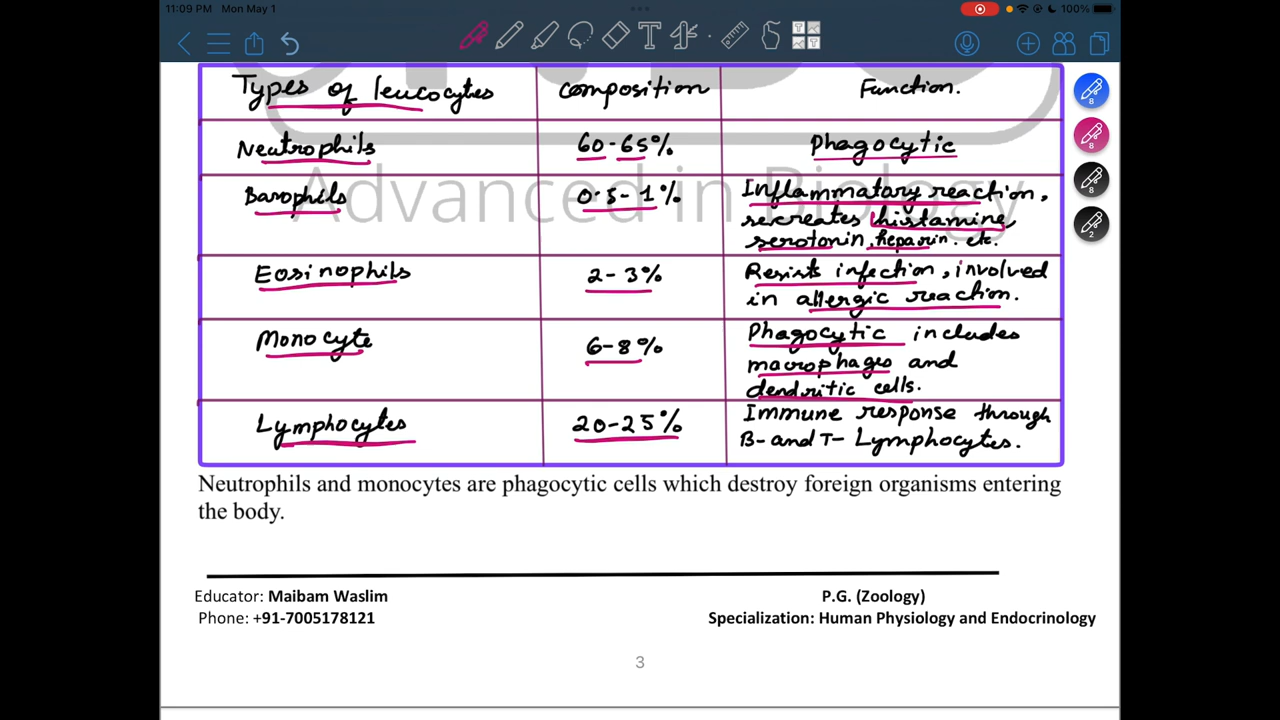 11:09 PM Mon May 1 100%
Types of leucocytes composition Function.
Neutrophils 60-65% Phagocytic
Basophils 0.5-1% Inflammatory reaction,
secreates histamine,
serotonin, heparin. etc.
Eosinophils 2-3% Resists infection, involved
in allergic reaction.
Monocyte 6-8% Phagocytic includes
macrophages and
dendritic cells.
Lymphocytes 20-25% Immune response through
B- and T- Lymphocytes.
Advanced in Biology
Neutrophils and monocytes are phagocytic cells which destroy foreign organisms entering
the body.
Educator: Maibam Waslim P.G. (Zoology)
Phone: +91-7005178121 Specialization: Human Physiology and Endocrinology
3